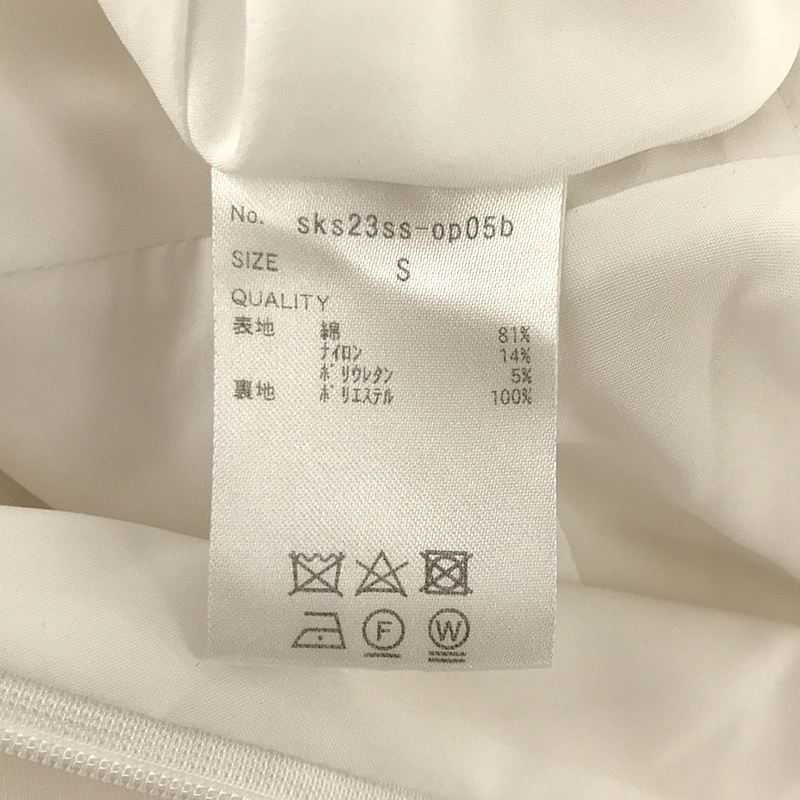 No. sks23ss-op05b
SIZE S
QUALITY
表地 綿 81%
ナイロン 14%
ポリウレタン 5%
裏地 ポリエステル 100%
F W